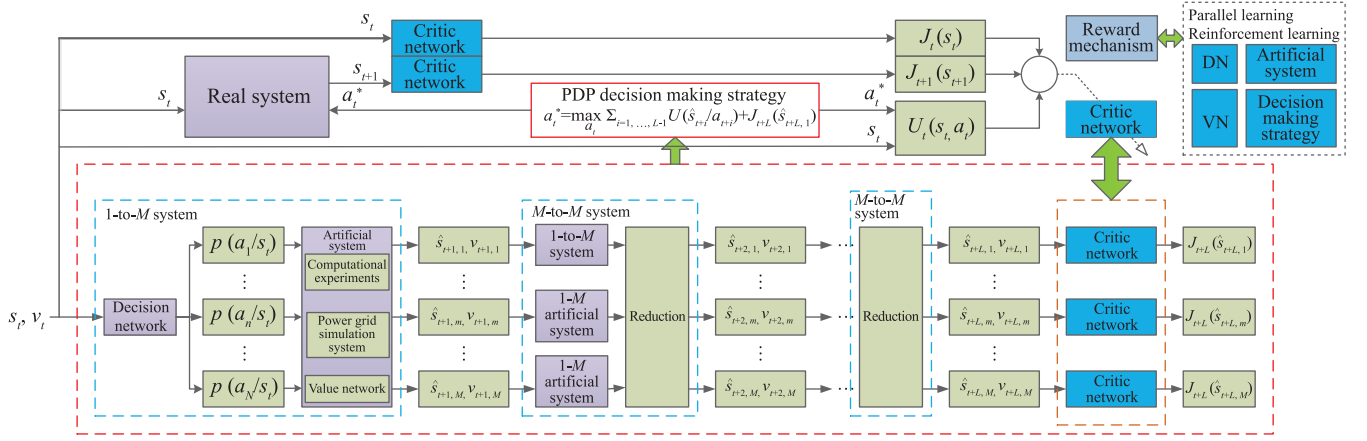 s_t
Critic network
J_t(s_t)
Reward mechanism
Parallel learning
Reinforcement learning
DN
Artificial system
VN
Decision making strategy
Real system
s_{t+1}
Critic network
J_{t+1}(s_{t+1})
s_t
a_t^*
PDP decision making strategy
a_t^*=max_{a_t} Σ_{i=1, ..., L-1} U(ŝ_{t+i}/a_{t+i})+J_{t+L}(ŝ_{t+L, 1})
a_t^*
s_t
U_t(s_t, a_t)
Critic network
1-to-M system
M-to-M system
M-to-M
system
s_t, v_t
Decision network
p (a_1/s_t)
⋮
p (a_n/s_t)
⋮
p (a_N/s_t)
Artificial system
Computational experiments
Power grid simulation system
Value network
ŝ_{t+1, 1}, v_{t+1, 1}
⋮
ŝ_{t+1, m}, v_{t+1, m}
⋮
ŝ_{t+1, M}, v_{t+1, M}
1-to-M system
1-M artificial system
1-M artificial system
Reduction
ŝ_{t+2, 1}, v_{t+2, 1}
⋮
ŝ_{t+2, m}, v_{t+2, m}
⋮
ŝ_{t+2, M}, v_{t+2, M}
...
...
...
Reduction
ŝ_{t+L, 1}, v_{t+L, 1}
⋮
ŝ_{t+L, m}, v_{t+L, m}
⋮
ŝ_{t+L, M}, v_{t+L, M}
Critic network
⋮
Critic network
⋮
Critic network
J_{t+L}(ŝ_{t+L, 1})
⋮
J_{t+L}(ŝ_{t+L, m})
⋮
J_{t+L}(ŝ_{t+L, M})